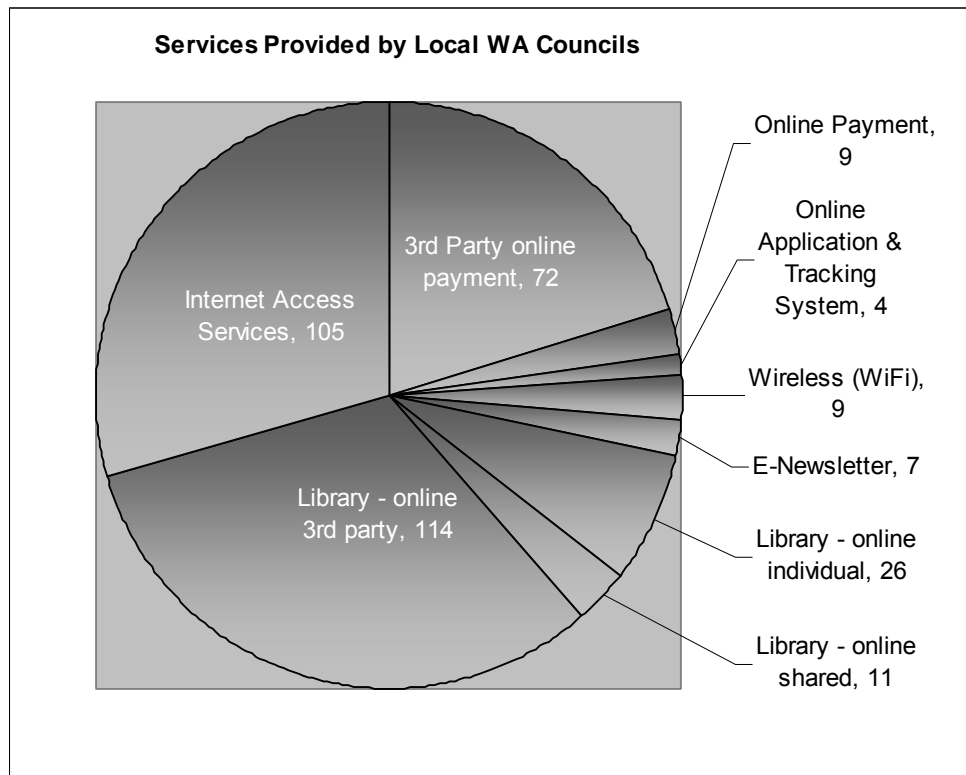 Services Provided by Local WA Councils
Online Payment,
9
Online
Application &
Tracking
System, 4
3rd Party online
payment, 72
Internet Access
Services, 105
Wireless (WiFi),
9
E-Newsletter, 7
Library - online
3rd party, 114
Library - online
individual, 26
Library - online
shared, 11